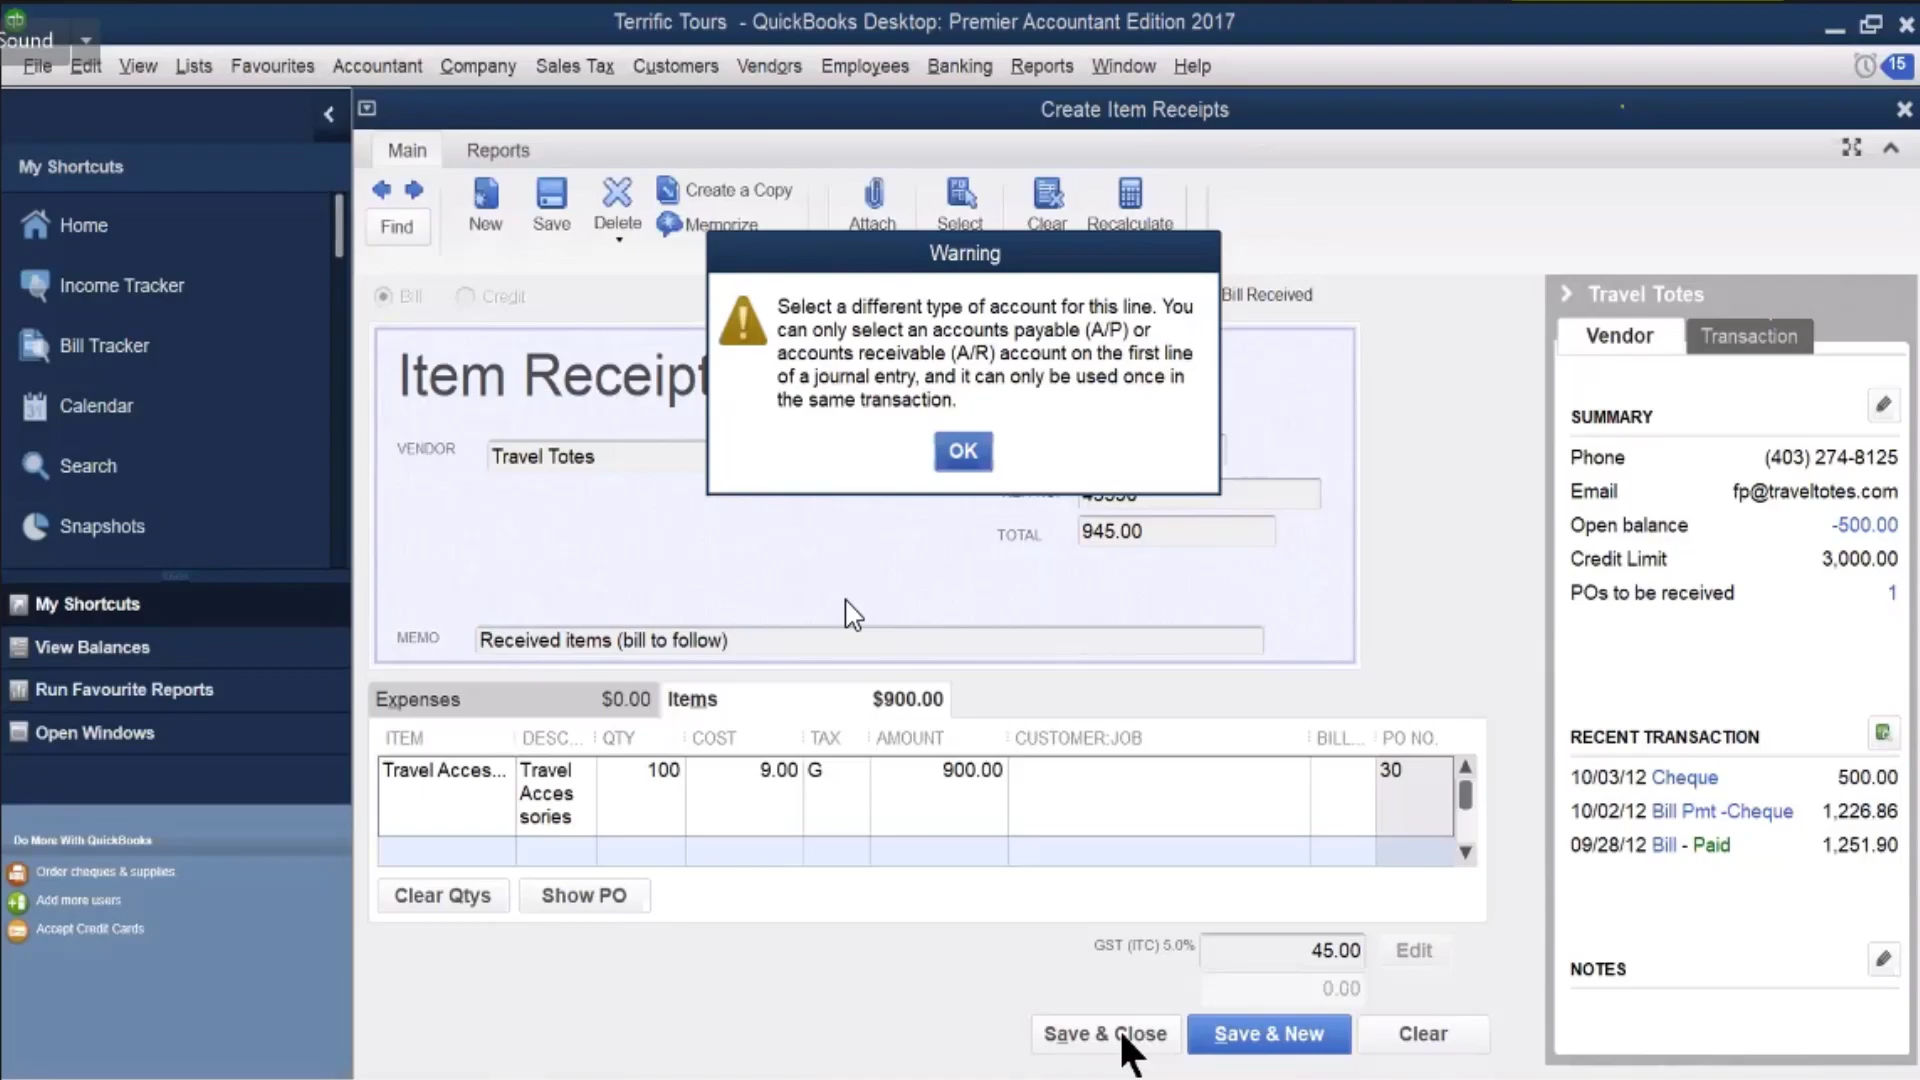 Terrific Tours - QuickBooks Desktop: Premier Accountant Edition 2017
Sound
File Edit View Lists Favourites Accountant Company Sales Tax Customers Vendors Employees Banking Reports Window Help
15
Create Item Receipts
My Shortcuts
Home
Income Tracker
Bill Tracker
Calendar
Search
Snapshots
My Shortcuts
View Balances
Run Favourite Reports
Open Windows
Do More With QuickBooks
Order cheques & supplies
Add more users
Accept Credit Cards
Main Reports
Find
New
Save
Delete
Create a Copy
Memorize
Attach
Select
Clear
Recalculate
Warning
Select a different type of account for this line. You
can only select an accounts payable (A/P) or
accounts receivable (A/R) account on the first line
of a journal entry, and it can only be used once in
the same transaction.
OK
Bill Credit
Bill Received
Item Receipt
VENDOR Travel Totes
TOTAL 945.00
MEMO Received items (bill to follow)
Expenses $0.00 Items $900.00
ITEM DESC... QTY COST TAX AMOUNT CUSTOMER:JOB BILL... PO NO.
Travel Acces... Travel 100 9.00 G 900.00 30
Acces
sories
Clear Qtys Show PO
GST (ITC) 5.0% 45.00 Edit
0.00
Save & Close Save & New Clear
Travel Totes
Vendor Transaction
SUMMARY
Phone (403) 274-8125
Email fp@traveltotes.com
Open balance -500.00
Credit Limit 3,000.00
POs to be received 1
RECENT TRANSACTION
10/03/12 Cheque 500.00
10/02/12 Bill Pmt -Cheque 1,226.86
09/28/12 Bill - Paid 1,251.90
NOTES